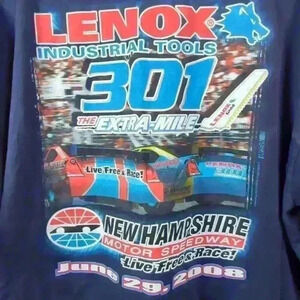 LENOX
INDUSTRIAL TOOLS
301
THE EXTRA-MILE
LENOX
Live Free & Race!
NEW HAMPSHIRE
MOTOR SPEEDWAY
Live Free & Race!
June 29, 2008